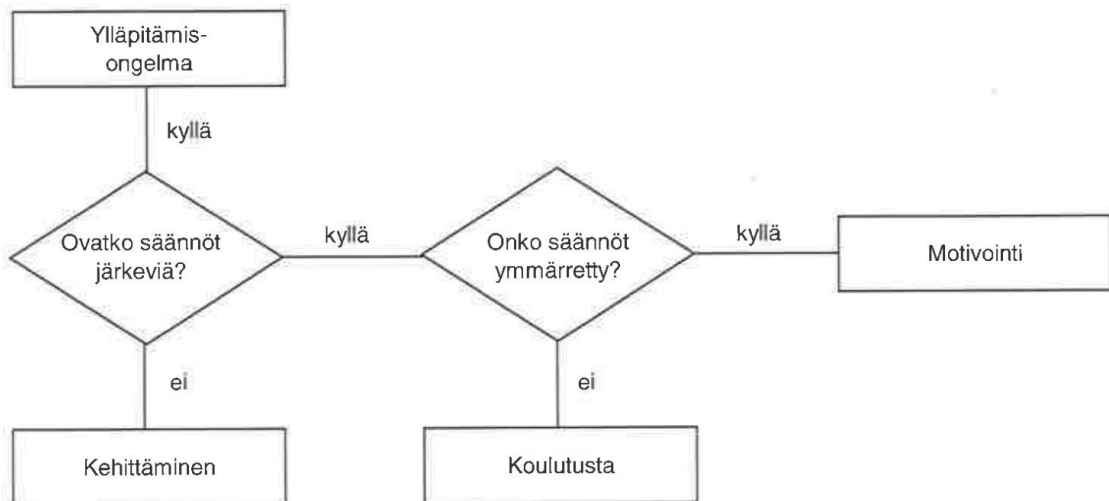 Ylläpitämis-
ongelma
kyllä
Ovatko säännöt
järkeviä?
kyllä
Onko säännöt
ymmärretty?
kyllä
Motivointi
ei
ei
Kehittäminen
Koulutusta